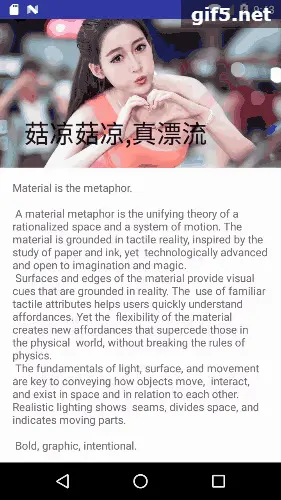 gif5.net
菇凉菇凉,真漂流
Material is the metaphor.
A material metaphor is the unifying theory of a
rationalized space and a system of motion. The
material is grounded in tactile reality, inspired by the
study of paper and ink, yet  technologically advanced
and open to imagination and magic.
Surfaces and edges of the material provide visual
cues that are grounded in reality. The  use of familiar
tactile attributes helps users quickly understand
affordances. Yet the  flexibility of the material
creates new affordances that supercede those in
the physical  world, without breaking the rules of
physics.
The fundamentals of light, surface, and movement
are key to conveying how objects move,  interact,
and exist in space and in relation to each other.
Realistic lighting shows  seams, divides space, and
indicates moving parts.
Bold, graphic, intentional.